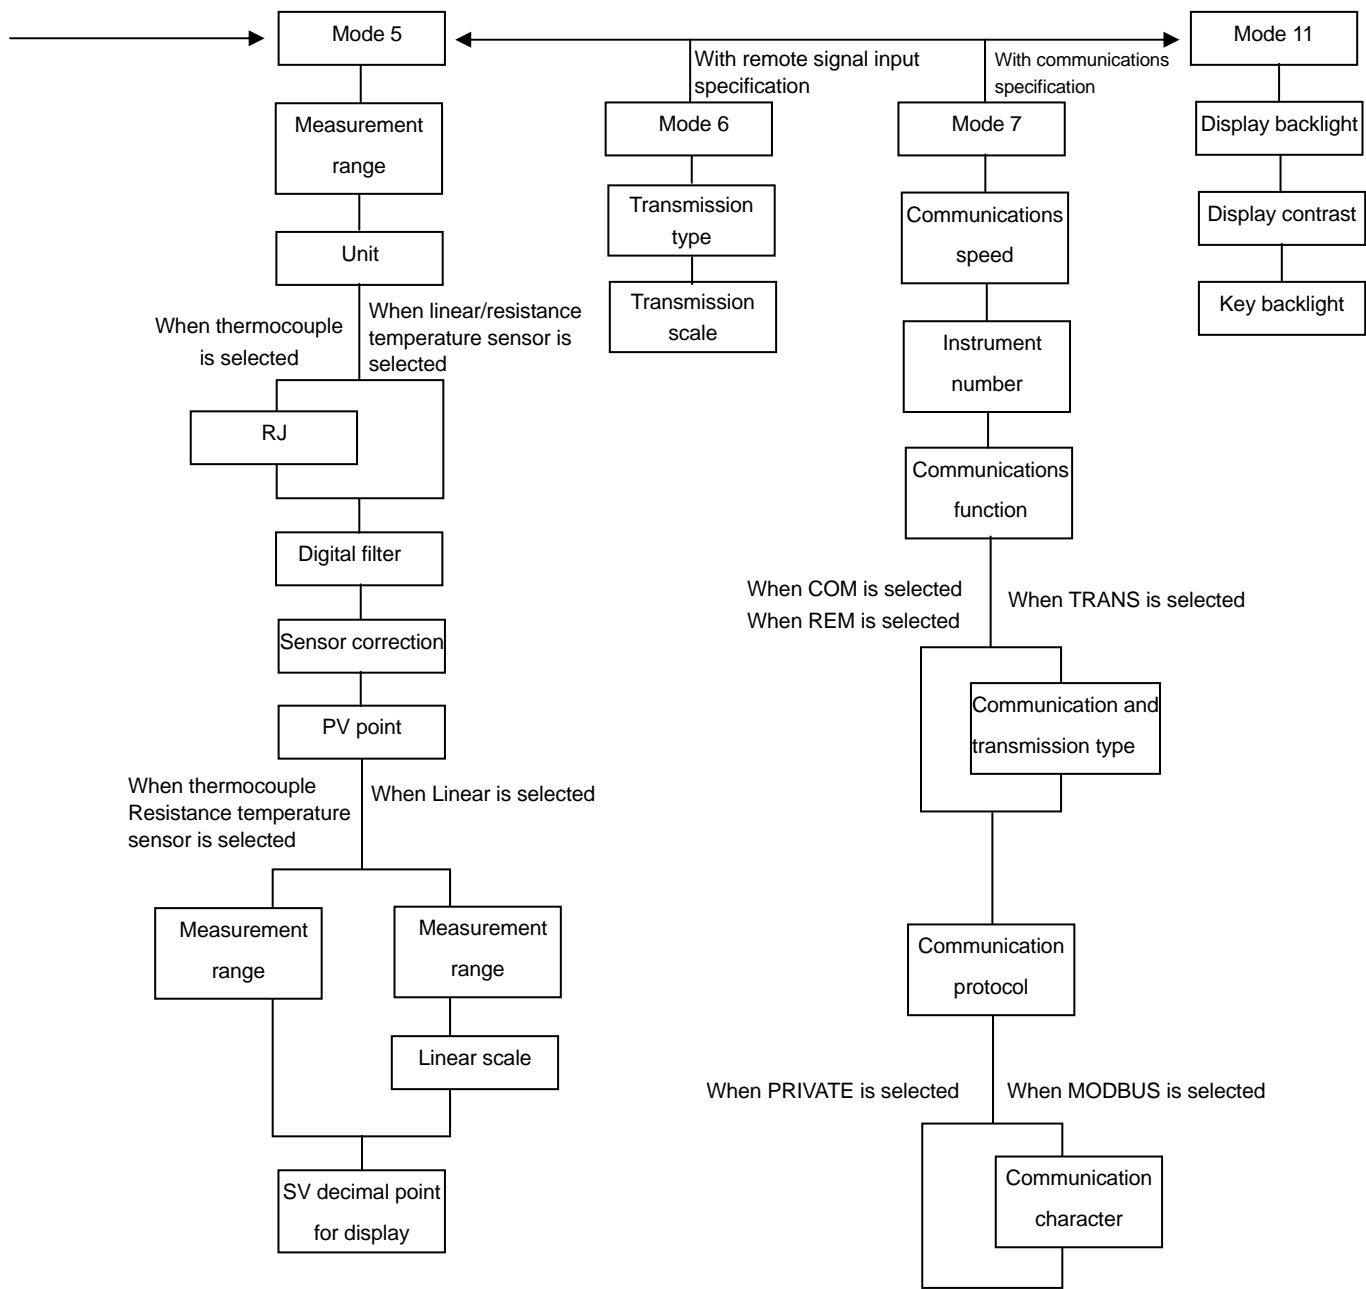 Mode 5
Measurement
range
Unit
When thermocouple
is selected
When linear/resistance
temperature sensor is
selected
RJ
Digital filter
Sensor correction
PV point
When thermocouple
Resistance temperature
sensor is selected
When Linear is selected
Measurement
range
Measurement
range
Linear scale
SV decimal point
for display
With remote signal input
specification
Mode 6
Transmission
type
Transmission
scale
With communications
specification
Mode 7
Communications
speed
Instrument
number
Communications
function
When COM is selected
When REM is selected
When TRANS is selected
Communication and
transmission type
Communication
protocol
When PRIVATE is selected
When MODBUS is selected
Communication
character
Mode 11
Display backlight
Display contrast
Key backlight